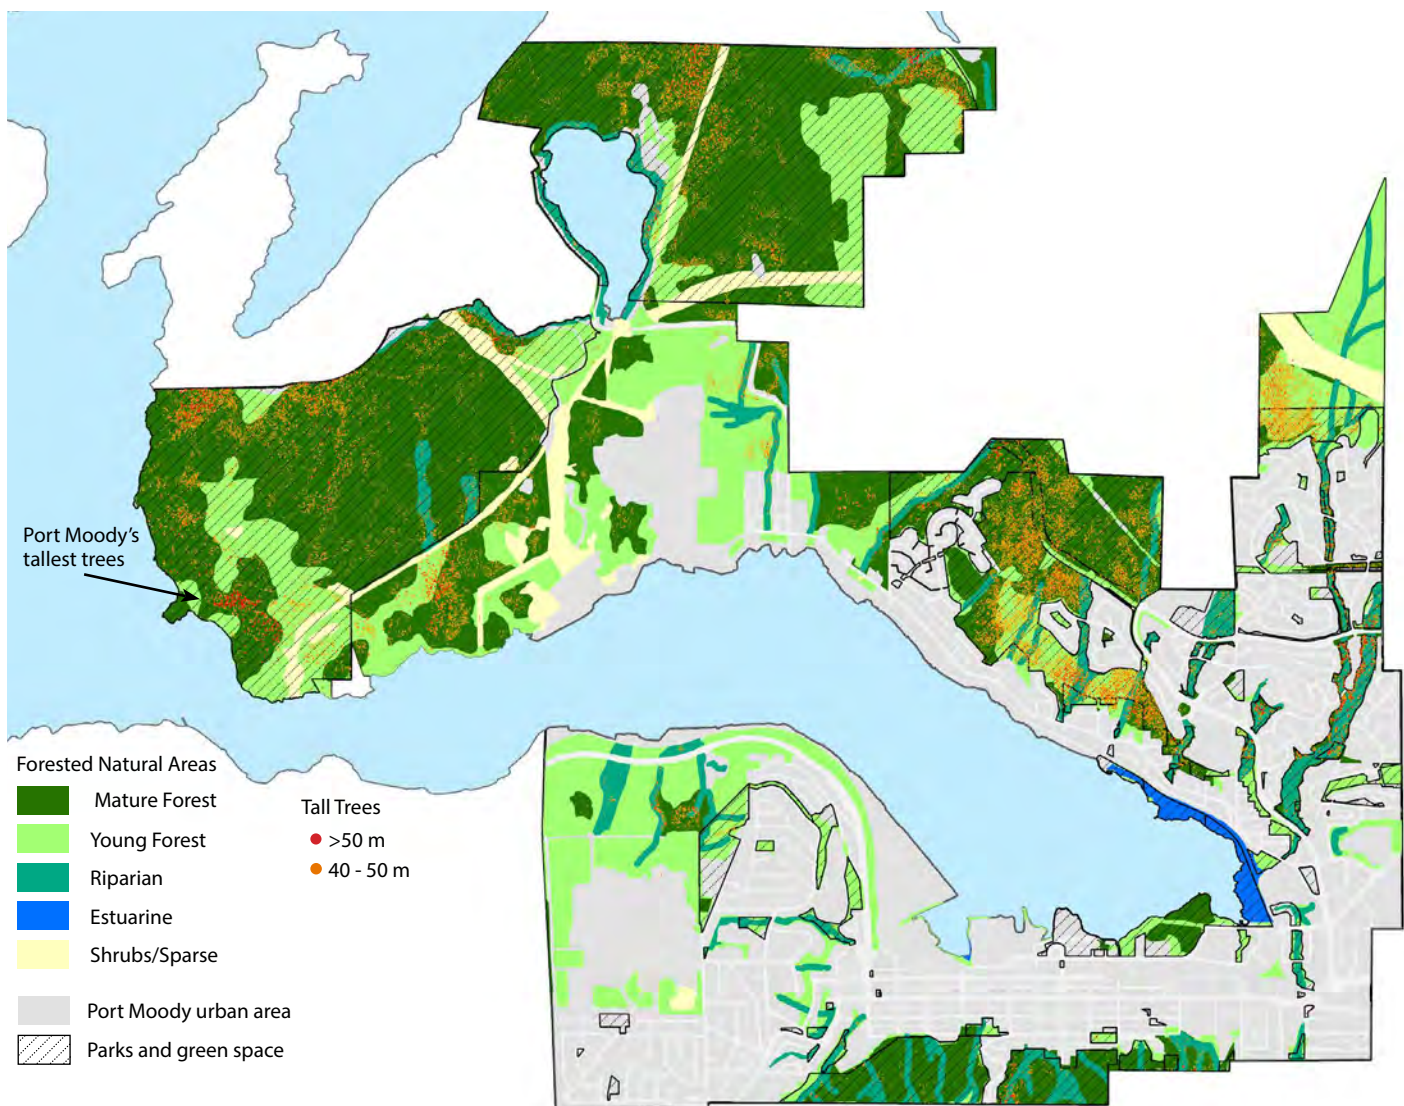 Port Moody's
tallest trees
Forested Natural Areas
Mature Forest
Young Forest
Riparian
Estuarine
Shrubs/Sparse
Port Moody urban area
Parks and green space
Tall Trees
>50 m
40 - 50 m